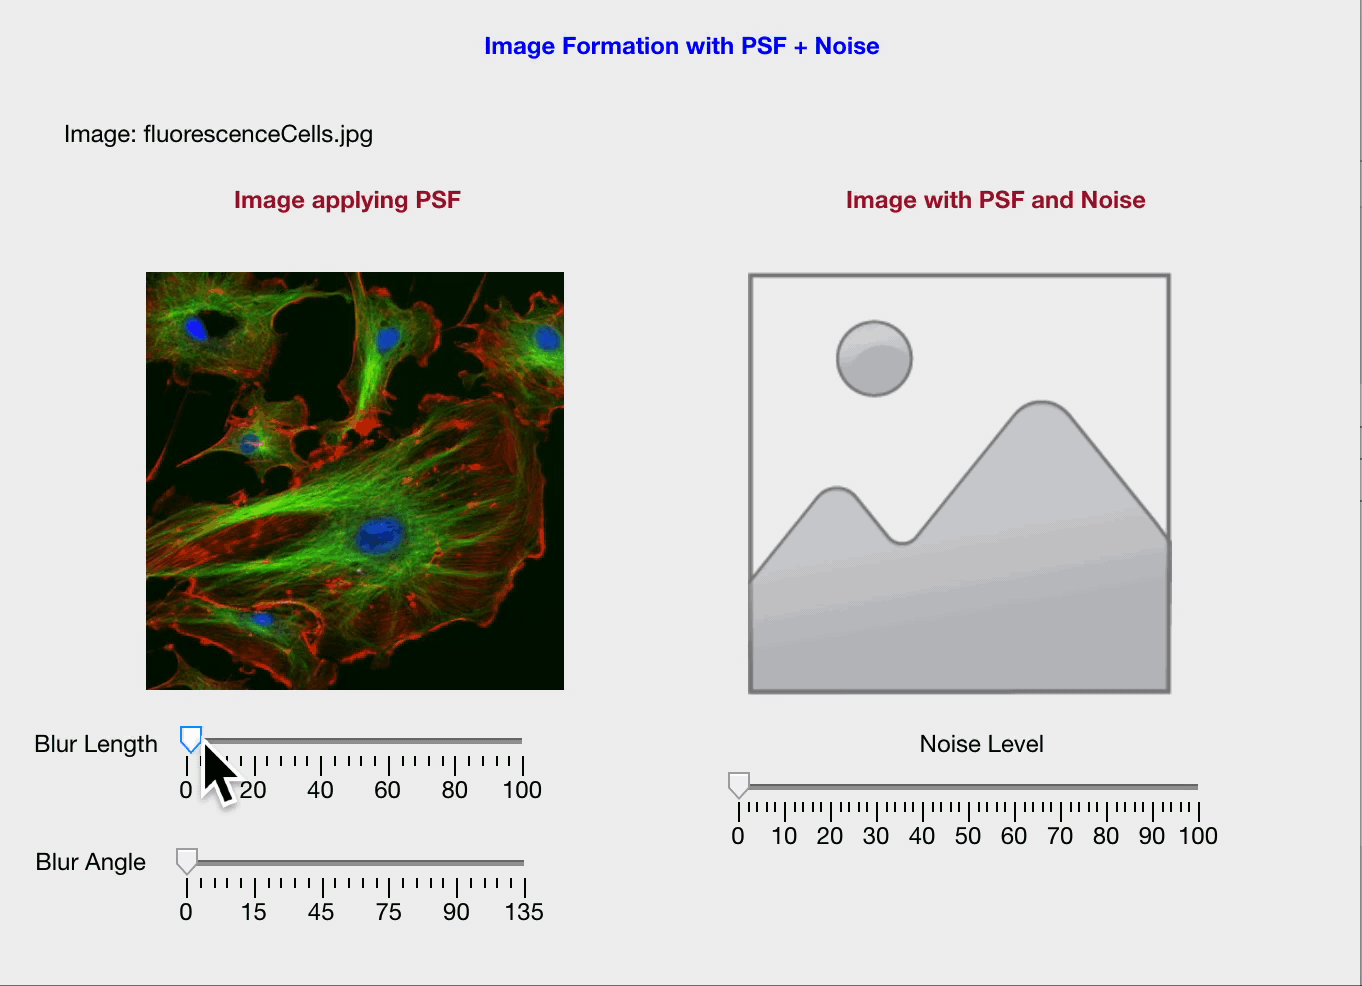 Image Formation with PSF + Noise
Image: fluorescenceCells.jpg
Image applying PSF
Image with PSF and Noise
Blur Length
0 20 40 60 80 100
Blur Angle
0 15 45 75 90 135
Noise Level
0 10 20 30 40 50 60 70 80 90 100